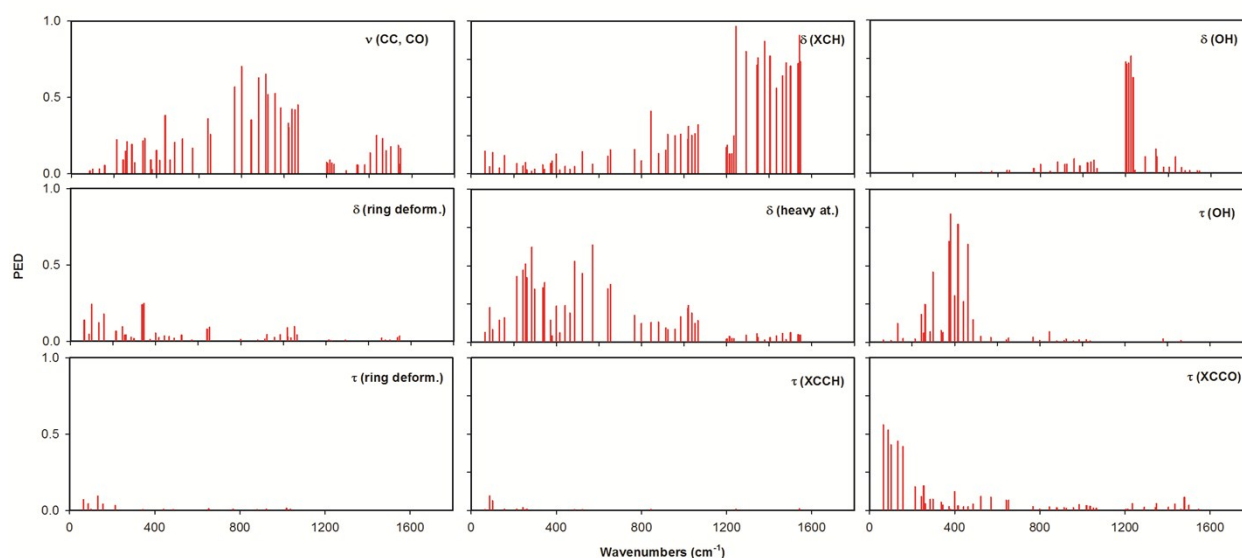 1.0
ν (CC, CO)
δ (XCH)
δ (OH)
0.5
0.0
1.0
δ (ring deform.)
δ (heavy at.)
τ (OH)
PED
0.5
0.0
1.0
τ (ring deform.)
τ (XCCH)
τ (XCCO)
0.5
0.0
0 400 800 1200 1600 0 400 800 1200 1600 0 400 800 1200 1600
Wavenumbers (cm⁻¹)